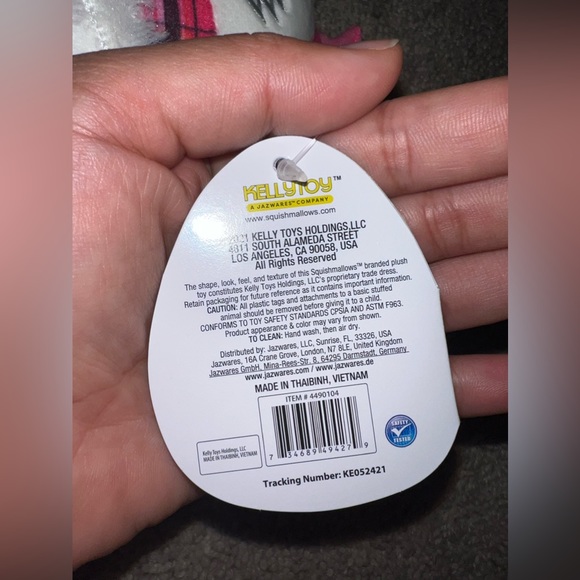 KELLYTOY™
A JAZWARES™ COMPANY
www.squishmallows.com
KELLY TOYS HOLDINGS,LLC
4811 SOUTH ALAMEDA STREET
LOS ANGELES, CA 90058, USA
All Rights Reserved
The shape, look, feel, and texture of this Squishmallows™ branded plush
toy constitutes Kelly Toys Holdings, LLC's proprietary trade dress.
Retain packaging for future reference as it contains important information.
CAUTION: All plastic tags and attachments to a basic stuffed
animal should be removed before giving it to a child.
CONFORMS TO TOY SAFETY STANDARDS CPSIA AND ASTM F963.
Product appearance & color may vary from shown.
TO CLEAN: Hand wash, then air dry.
Distributed by: Jazwares, LLC, Sunrise, FL, 33326, USA
Jazwares, 16A Crane Grove, London, N7 8LE, United Kingdom
Jazwares GmbH. Mina-Rees-Str. 8, 64295 Darmstadt, Germany
www.jazwares.com / www.jazwares.de
MADE IN THAIBINH, VIETNAM
ITEM # 4490104
7 34689 49427 9
Kelly Toys Holdings, LLC
MADE IN THAIBINH, VIETNAM
SAFETY
TESTED
Tracking Number: KE052421